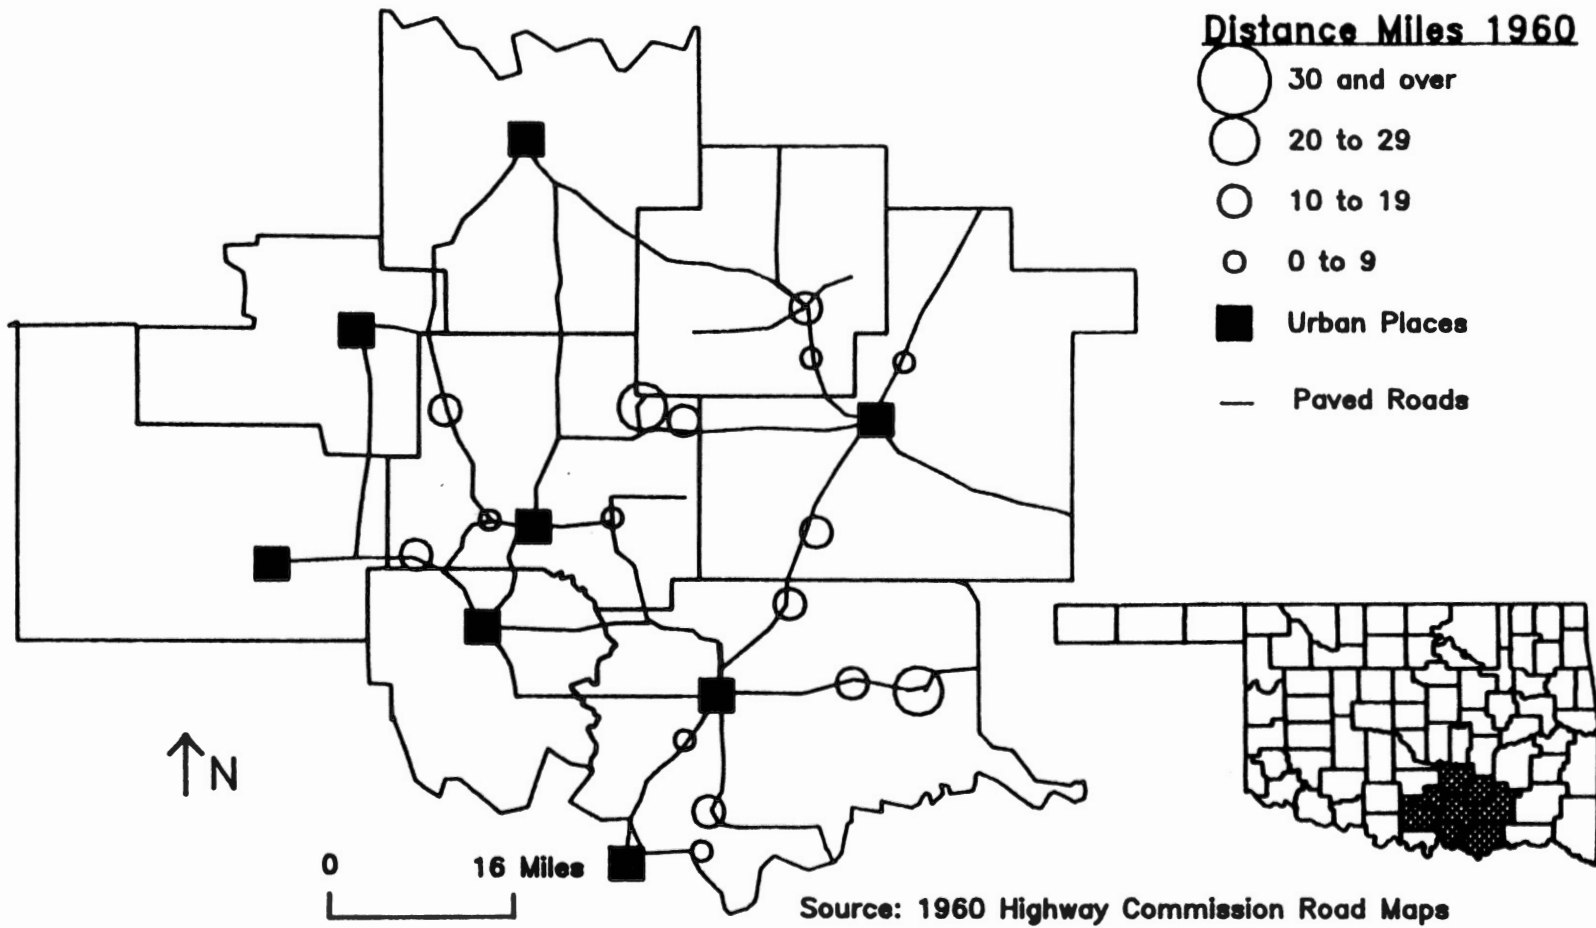 Distance Miles 1960
30 and over
20 to 29
10 to 19
0 to 9
Urban Places
Paved Roads
N
0 16 Miles
Source: 1960 Highway Commission Road Maps